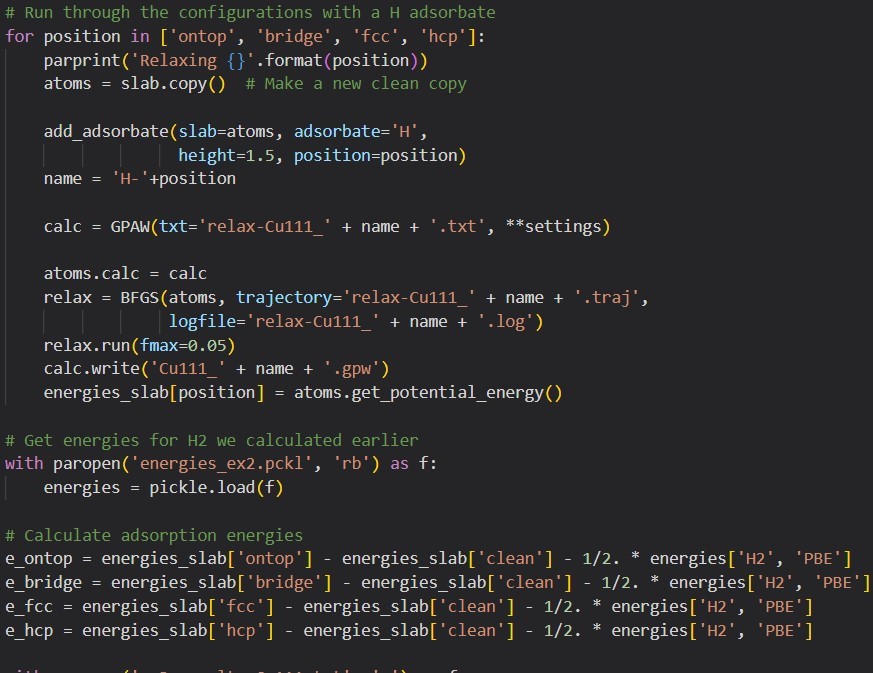 # Run through the configurations with a H adsorbate
for position in ['ontop', 'bridge', 'fcc', 'hcp']:
    parprint('Relaxing {}'.format(position))
    atoms = slab.copy()  # Make a new clean copy

    add_adsorbate(slab=atoms, adsorbate='H',
                  height=1.5, position=position)
    name = 'H-'+position

    calc = GPAW(txt='relax-Cu111_' + name + '.txt', **settings)

    atoms.calc = calc
    relax = BFGS(atoms, trajectory='relax-Cu111_' + name + '.traj',
                 logfile='relax-Cu111_' + name + '.log')
    relax.run(fmax=0.05)
    calc.write('Cu111_' + name + '.gpw')
    energies_slab[position] = atoms.get_potential_energy()

# Get energies for H2 we calculated earlier
with paropen('energies_ex2.pckl', 'rb') as f:
    energies = pickle.load(f)

# Calculate adsorption energies
e_ontop = energies_slab['ontop'] - energies_slab['clean'] - 1/2. * energies['H2', 'PBE']
e_bridge = energies_slab['bridge'] - energies_slab['clean'] - 1/2. * energies['H2', 'PBE']
e_fcc = energies_slab['fcc'] - energies_slab['clean'] - 1/2. * energies['H2', 'PBE']
e_hcp = energies_slab['hcp'] - energies_slab['clean'] - 1/2. * energies['H2', 'PBE']